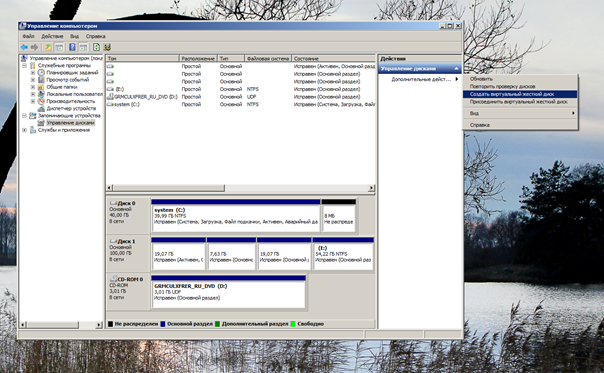 Управление компьютером
Файл Действие Вид Справка
Управление компьютером (лока
Служебные программы
Планировщик заданий
Просмотр событий
Общие папки
Локальные пользовател
Производительность
Диспетчер устройств
Запоминающие устройства
Управление дисками
Службы и приложения
Том Расположение Тип Файловая система Состояние
Простой Основной Исправен (Активен, Основной разд
Простой Основной Исправен (Основной раздел)
Простой Основной Исправен (Основной раздел)
(E:) Простой Основной NTFS Исправен (Основной раздел)
GRMCULXFRER_RU_DVD (D:) Простой Основной UDF Исправен (Основной раздел)
system (C:) Простой Основной NTFS Исправен (Система, Загрузка, Файл
Действия
Управление дисками
Дополнительные дейст...
Обновить
Повторить проверку дисков
Создать виртуальный жесткий диск
Присоединить виртуальный жесткий диск
Вид
Справка
Диск 0
Основной
40,00 ГБ
В сети
system (C:)
39,99 ГБ NTFS
Исправен (Система, Загрузка, Файл подкачки, Активен, Аварийный да
8 МБ
Не распреде
Диск 1
Основной
100,00 ГБ
В сети
19,07 ГБ
Исправен (Активен, (
7,63 ГБ
Исправен (Основнс
19,07 ГБ
Исправен (Основной р
(E:)
54,22 ГБ NTFS
Исправен (Основной раз
CD-ROM 0
CD-ROM
3,01 ГБ
В сети
GRMCULXFRER_RU_DVD (D:)
3,01 ГБ UDF
Исправен (Основной раздел)
Не распределен Основной раздел Дополнительный раздел Свободно